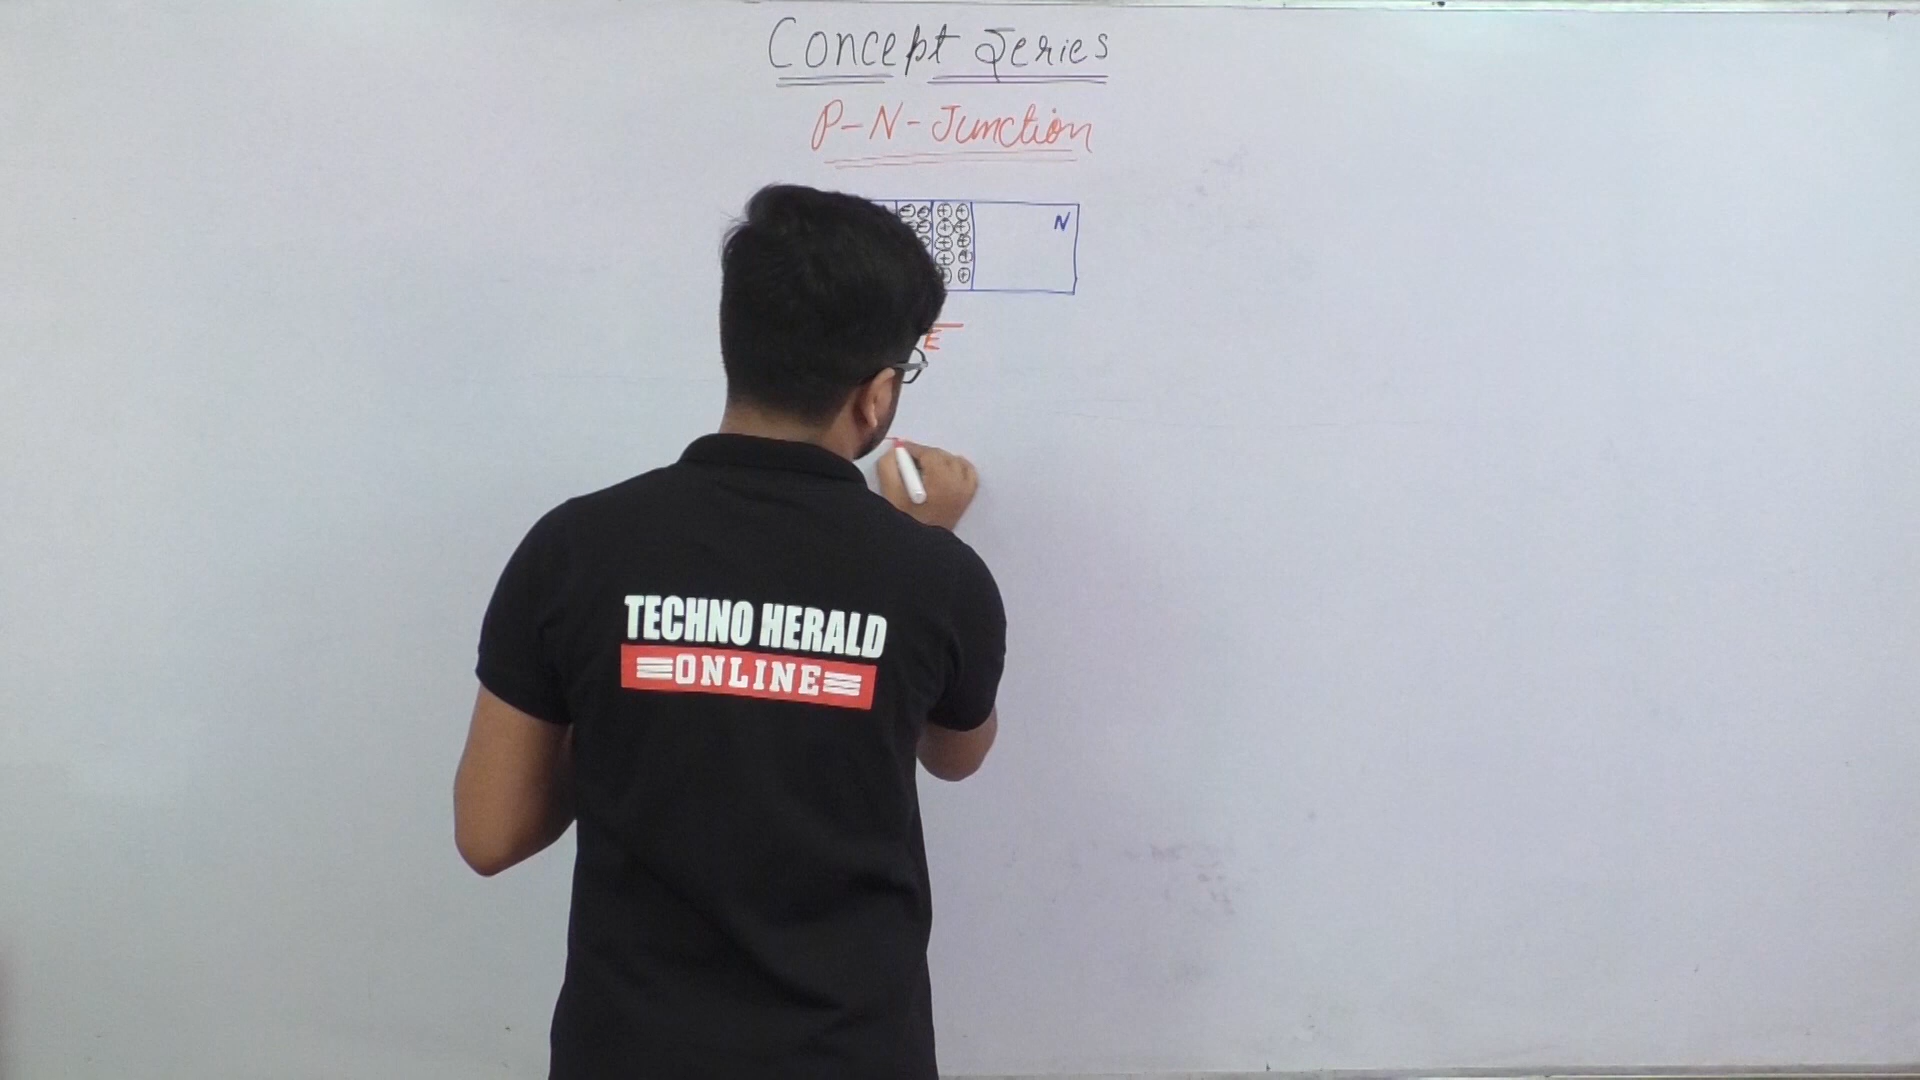 Concept Series
P-N-Junction
N
E
TECHNO HERALD
ONLINE